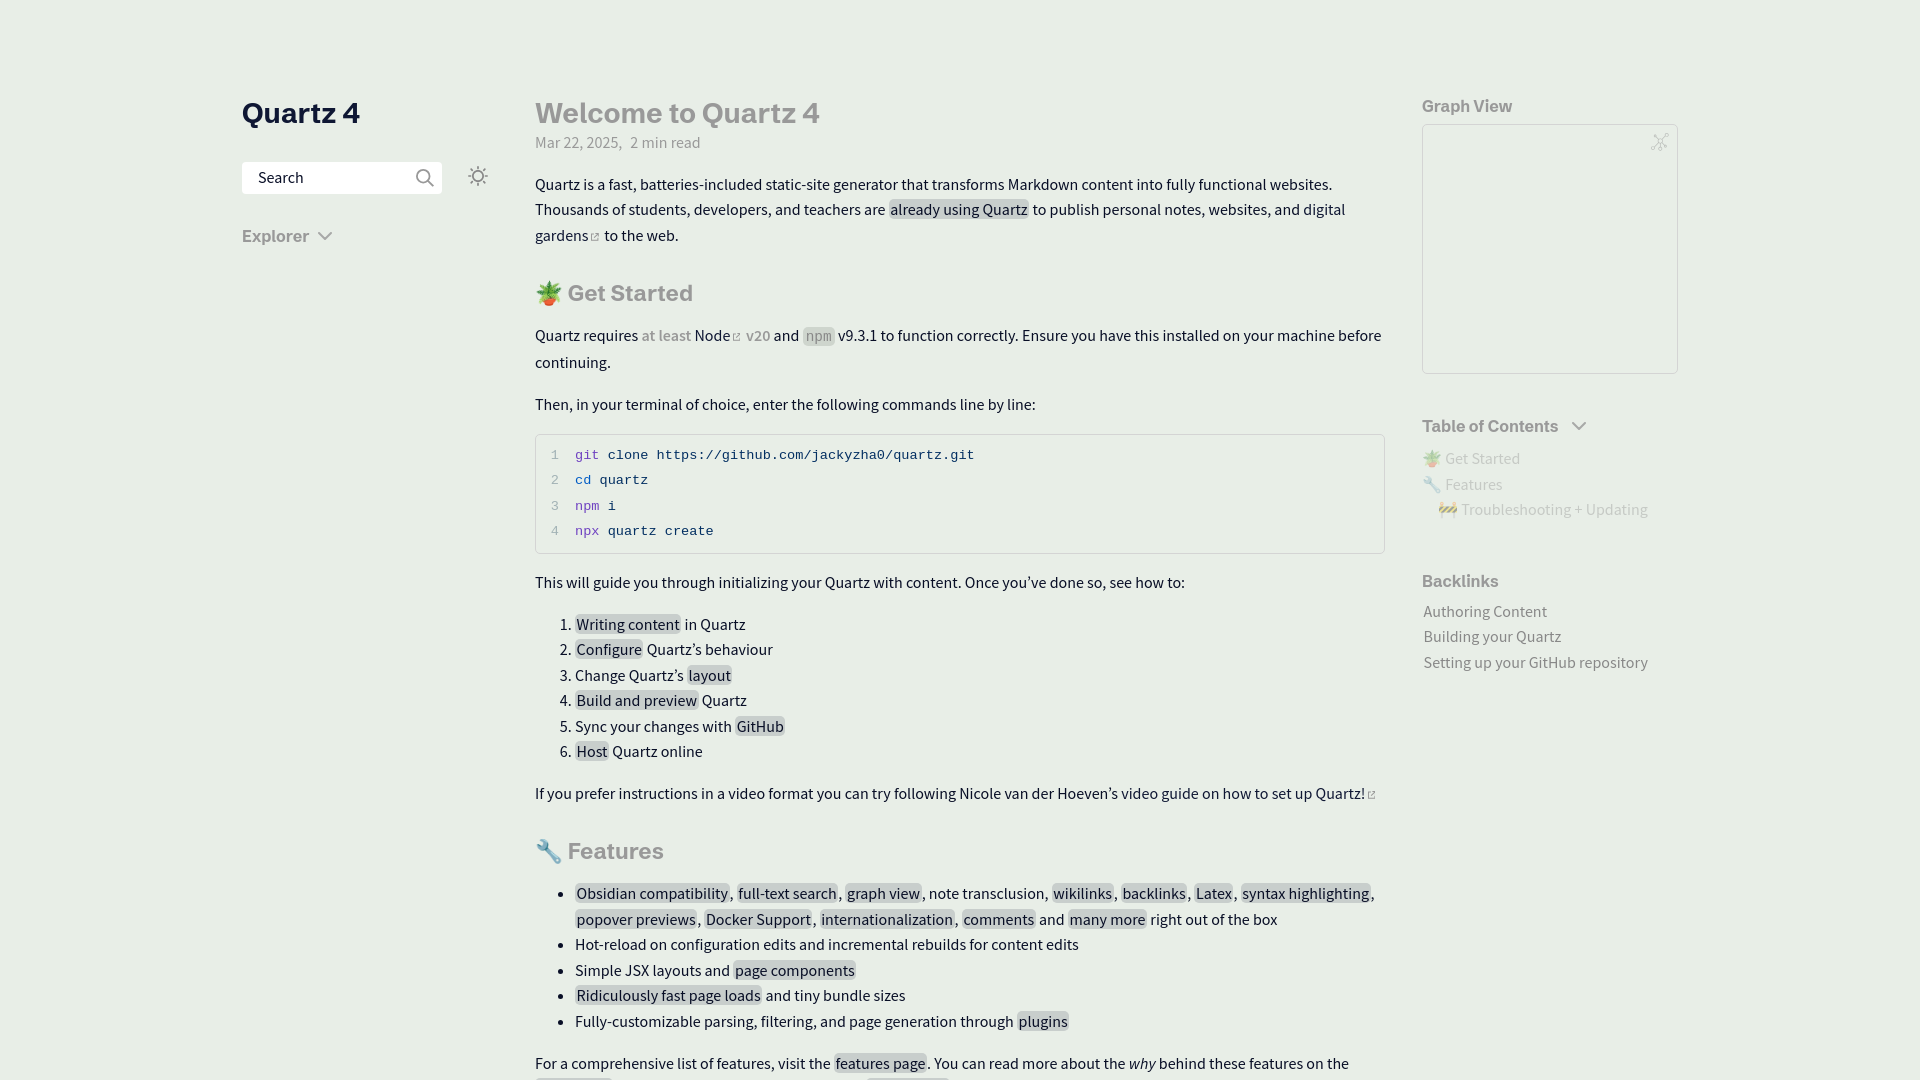 Quartz 4
Search
Explorer
Welcome to Quartz 4
Mar 22, 2025, 2 min read
Quartz is a fast, batteries-included static-site generator that transforms Markdown content into fully functional websites.
Thousands of students, developers, and teachers are already using Quartz to publish personal notes, websites, and digital
gardens to the web.
🪴 Get Started
Quartz requires at least Node v20 and npm v9.3.1 to function correctly. Ensure you have this installed on your machine before
continuing.
Then, in your terminal of choice, enter the following commands line by line:
1 git clone https://github.com/jackyzha0/quartz.git
2 cd quartz
3 npm i
4 npx quartz create
This will guide you through initializing your Quartz with content. Once you’ve done so, see how to:
1. Writing content in Quartz
2. Configure Quartz’s behaviour
3. Change Quartz’s layout
4. Build and preview Quartz
5. Sync your changes with GitHub
6. Host Quartz online
If you prefer instructions in a video format you can try following Nicole van der Hoeven’s video guide on how to set up Quartz!
🔧 Features
• Obsidian compatibility, full-text search, graph view, note transclusion, wikilinks, backlinks, Latex, syntax highlighting,
popover previews, Docker Support, internationalization, comments and many more right out of the box
• Hot-reload on configuration edits and incremental rebuilds for content edits
• Simple JSX layouts and page components
• Ridiculously fast page loads and tiny bundle sizes
• Fully-customizable parsing, filtering, and page generation through plugins
For a comprehensive list of features, visit the features page. You can read more about the why behind these features on the
Graph View
Table of Contents
🪴 Get Started
🔧 Features
🚧 Troubleshooting + Updating
Backlinks
Authoring Content
Building your Quartz
Setting up your GitHub repository